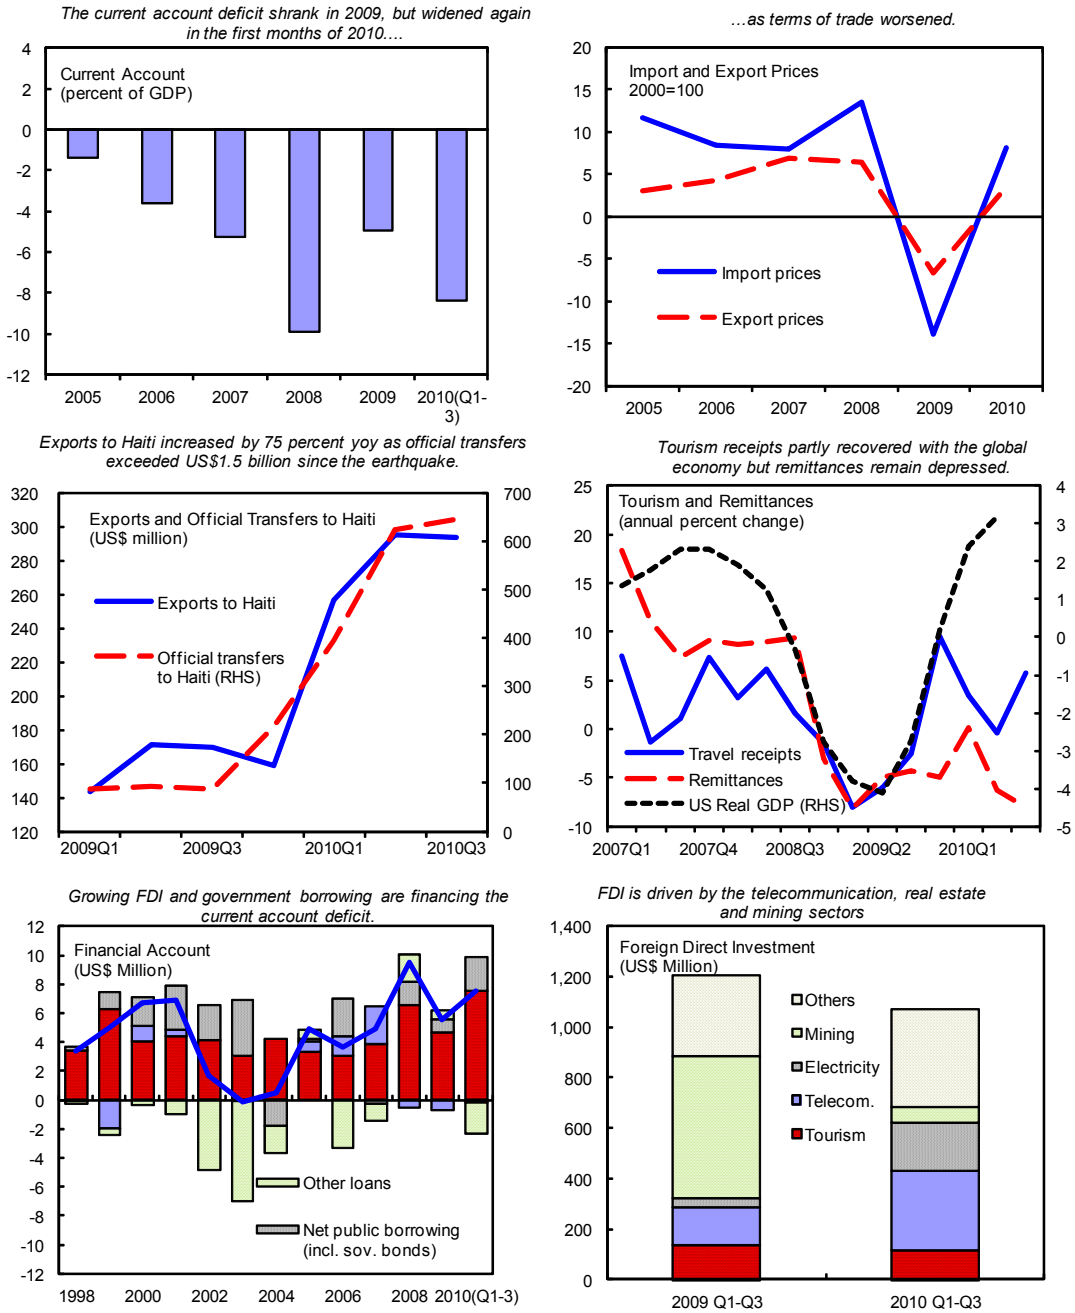 The current account deficit shrank in 2009, but widened again
in the first months of 2010....
4
2
0
-2
-4
-6
-8
-10
-12
Current Account
(percent of GDP)
2005
2006
2007
2008
2009
2010(Q1-
3)
...as terms of trade worsened.
20
15
10
5
0
-5
-10
-15
-20
Import and Export Prices
2000=100
Import prices
Export prices
2005
2006
2007
2008
2009
2010
Exports to Haiti increased by 75 percent yoy as official transfers
exceeded US$1.5 billion since the earthquake.
320
300
280
260
240
220
200
180
160
140
120
Exports and Official Transfers to Haiti
(US$ million)
Exports to Haiti
Official transfers
to Haiti (RHS)
700
600
500
400
300
200
100
0
2009Q1
2009Q3
2010Q1
2010Q3
Tourism receipts partly recovered with the global
economy but remittances remain depressed.
25
20
15
10
5
0
-5
-10
Tourism and Remittances
(annual percent change)
Travel receipts
Remittances
US Real GDP (RHS)
4
3
2
1
0
-1
-2
-3
-4
-5
2007Q1
2007Q4
2008Q3
2009Q2
2010Q1
Growing FDI and government borrowing are financing the
current account deficit.
12
10
8
6
4
2
0
-2
-4
-6
-8
-10
-12
Financial Account
(US$ Million)
Other loans
Net public borrowing
(incl. sov. bonds)
1998
2000
2002
2004
2006
2008
2010(Q1-3)
FDI is driven by the telecommunication, real estate
and mining sectors
1,400
1,200
1,000
800
600
400
200
0
Foreign Direct Investment
(US$ Million)
Others
Mining
Electricity
Telecom.
Tourism
2009 Q1-Q3
2010 Q1-Q3